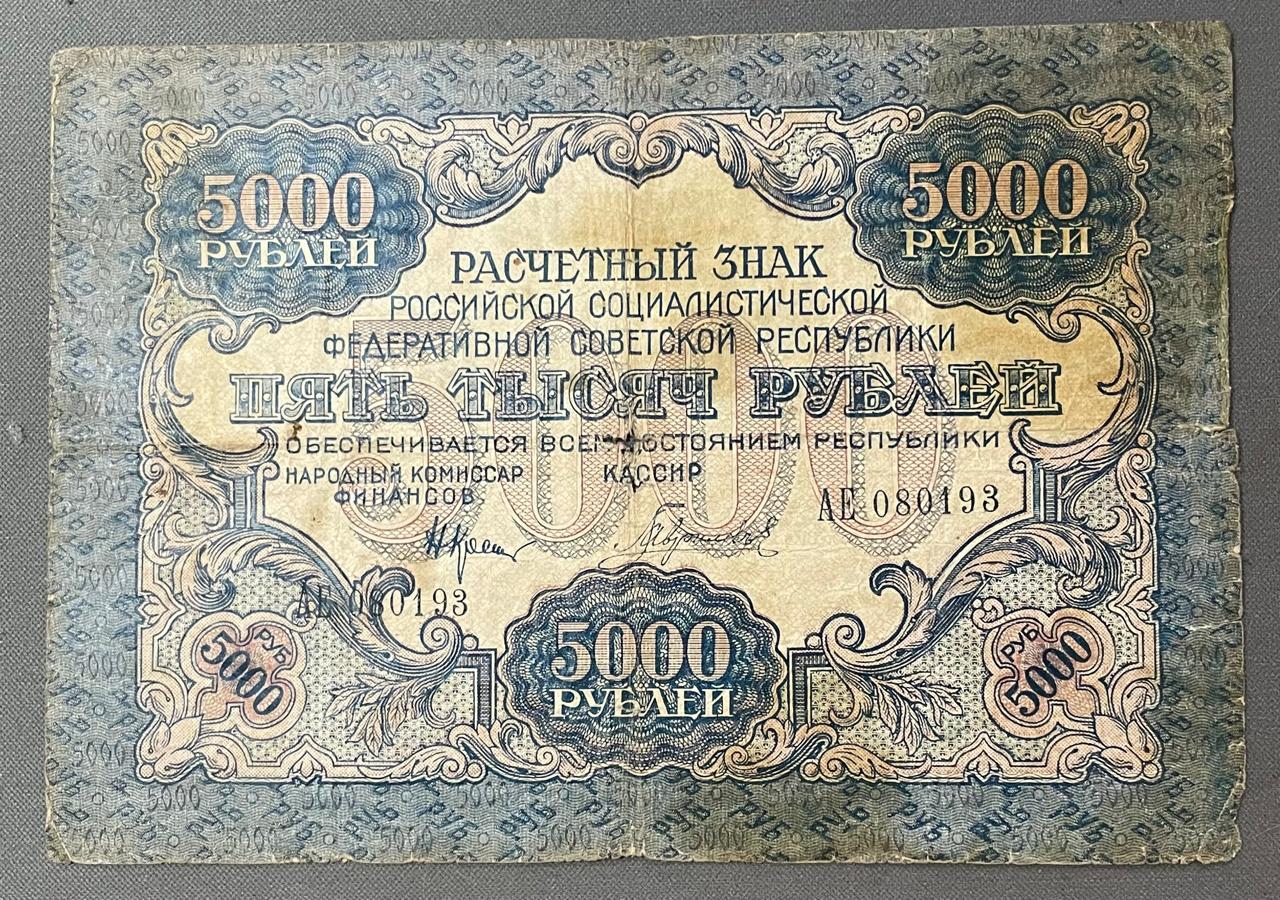 5000
РУБЛЕЙ
5000
РУБЛЕЙ
РАСЧЕТНЫЙ ЗНАК
РОССИЙСКОЙ СОЦИАЛИСТИЧЕСКОЙ
ФЕДЕРАТИВНОЙ СОВЕТСКОЙ РЕСПУБЛИКИ
ПЯТЬ ТЫСЯЧ РУБЛЕЙ
ОБЕСПЕЧИВАЕТСЯ ВСЕМ ДОСТОЯНИЕМ РЕСПУБЛИКИ
НАРОДНЫЙ КОМИССАР
ФИНАНСОВ
КАССИР
АЕ 080193
АЕ 080193
5000
РУБЛЕЙ
РУБ
5000
РУБ
5000